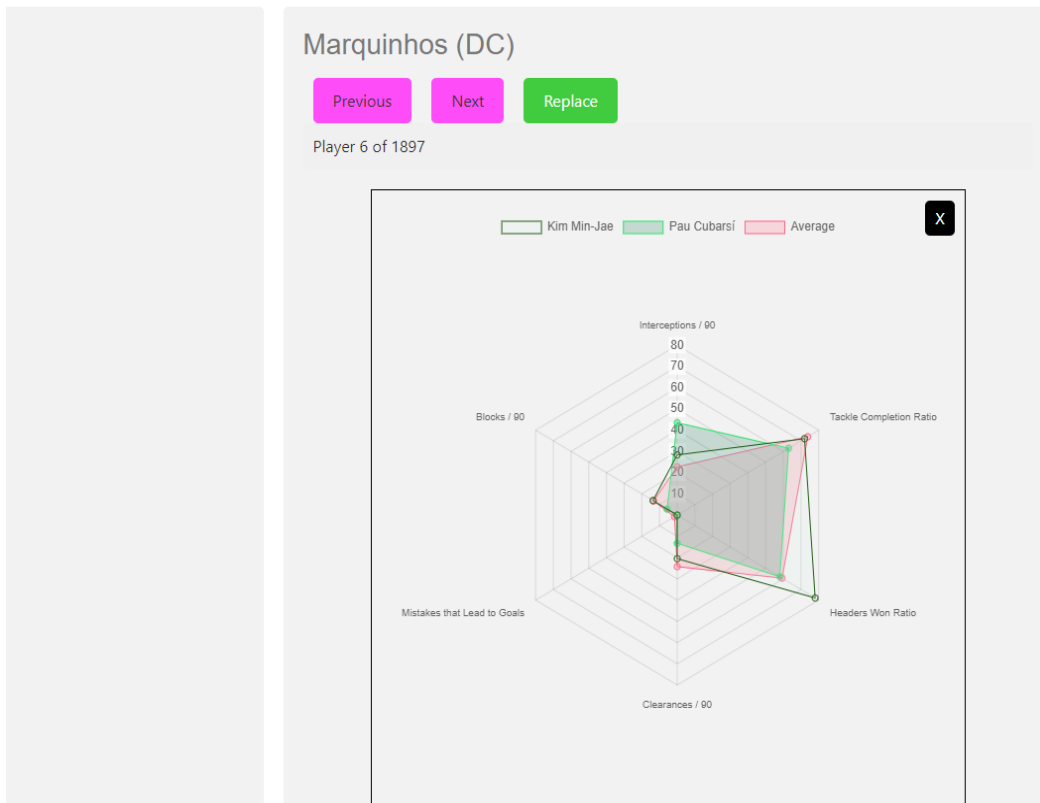 Marquinhos (DC)
Previous Next Replace
Player 6 of 1897
X
Kim Min-Jae Pau Cubarsí Average
Interceptions / 90
80
70
60
50
40
30
20
10
Blocks / 90
Tackle Completion Ratio
Mistakes that Lead to Goals
Headers Won Ratio
Clearances / 90